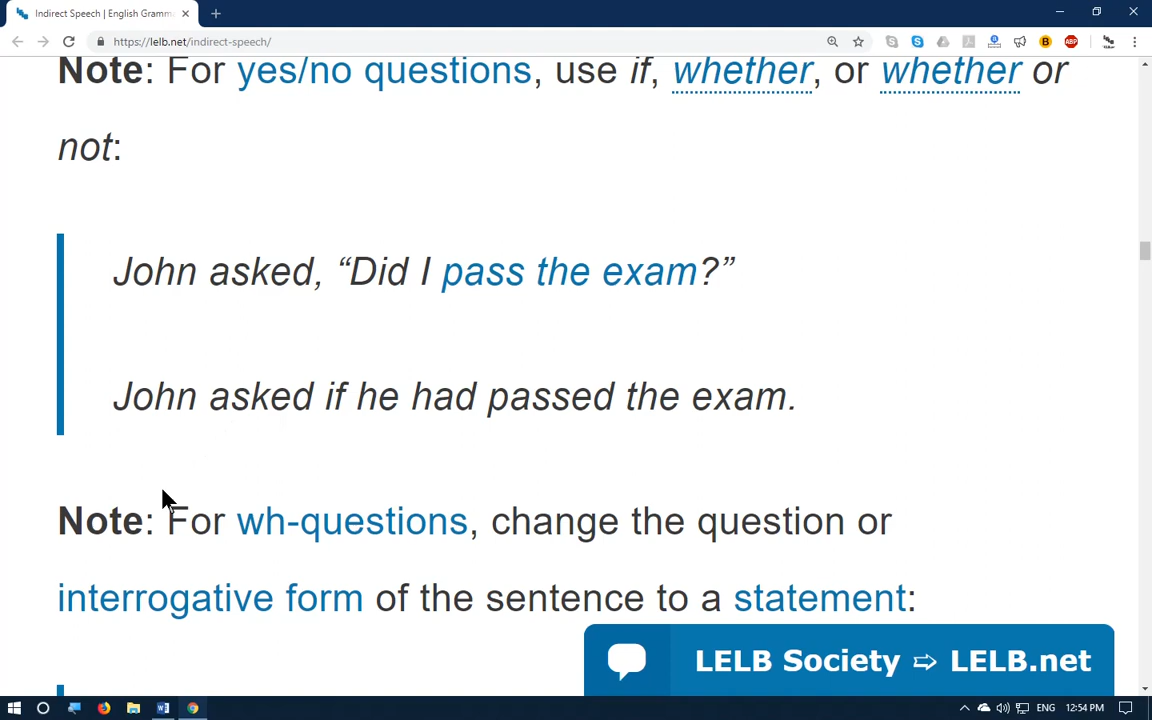 Indirect Speech | English Gramma
https://lelb.net/indirect-speech/
ABP
Note: For yes/no questions, use if, whether, or whether or
not:
John asked, “Did I pass the exam?”
John asked if he had passed the exam.
Note: For wh-questions, change the question or
interrogative form of the sentence to a statement:
LELB Society ⇨ LELB.net
ENG 12:54 PM